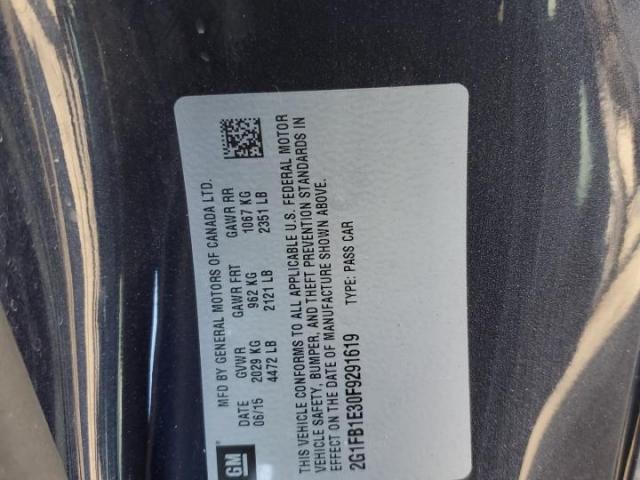 GM
MFD BY GENERAL MOTORS OF CANADA LTD.
DATE GVWR GAWR FRT GAWR RR
06/15 2029 KG 962 KG 1067 KG
4472 LB 2121 LB 2351 LB
THIS VEHICLE CONFORMS TO ALL APPLICABLE U.S. FEDERAL MOTOR
VEHICLE SAFETY, BUMPER, AND THEFT PREVENTION STANDARDS IN
EFFECT ON THE DATE OF MANUFACTURE SHOWN ABOVE.
2G1FB1E30F9291619 TYPE: PASS CAR